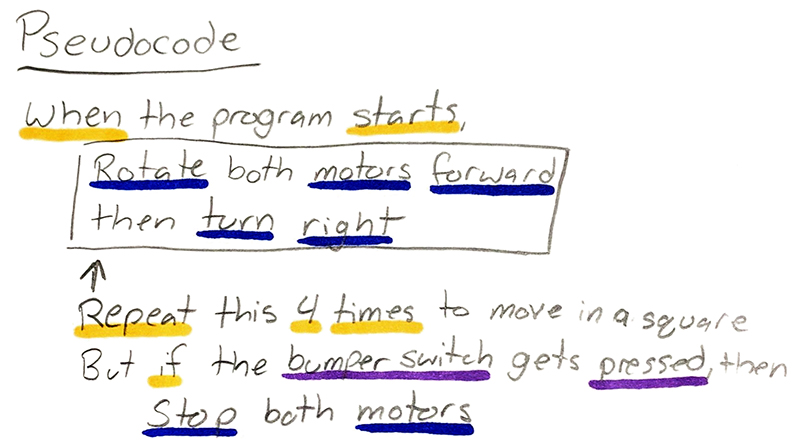 Pseudocode
When the program starts,
Rotate both motors forward
then turn right
Repeat this 4 times to move in a square
But if the bumper switch gets pressed, then
Stop both motors